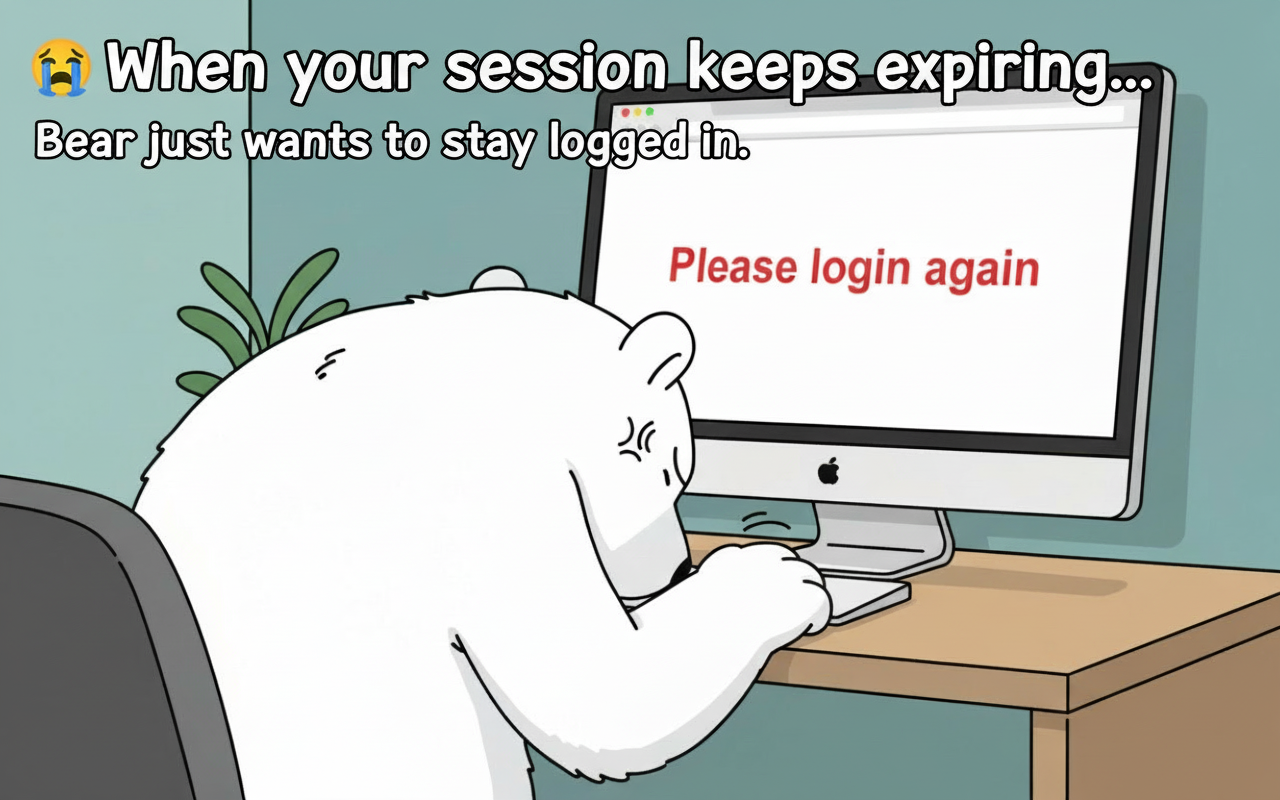 😭 When your session keeps expiring...
Bear just wants to stay logged in.
Please login again